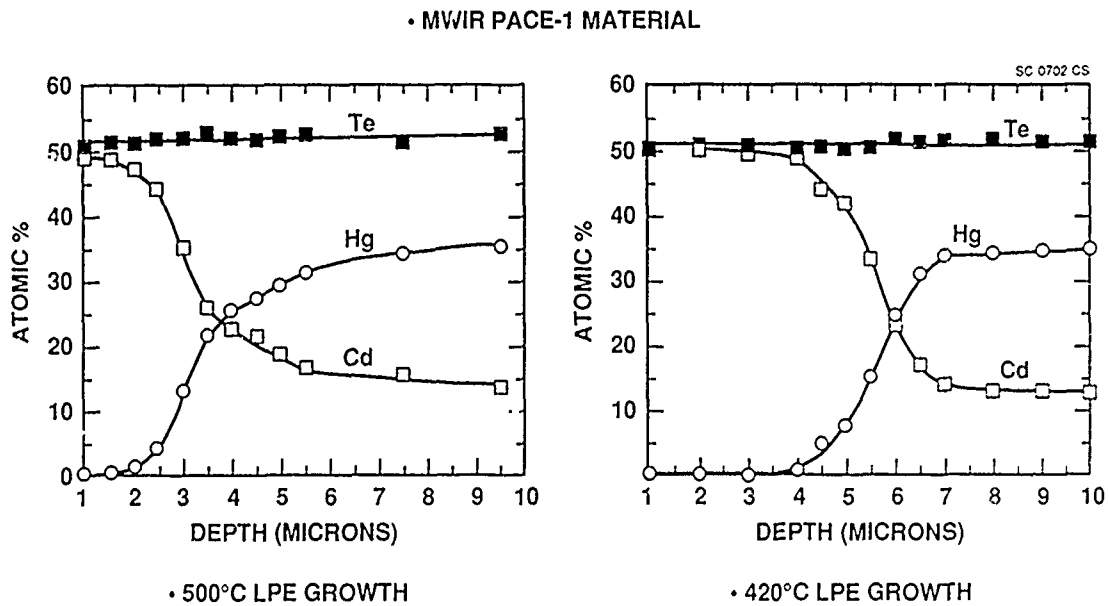 • MWIR PACE-1 MATERIAL
SC 0702 CS
60
50
40
30
20
10
0
ATOMIC %
Te
Hg
Cd
1 2 3 4 5 6 7 8 9 10
DEPTH (MICRONS)
• 500°C LPE GROWTH
60
50
40
30
20
10
0
ATOMIC %
Te
Hg
Cd
1 2 3 4 5 6 7 8 9 10
DEPTH (MICRONS)
• 420°C LPE GROWTH